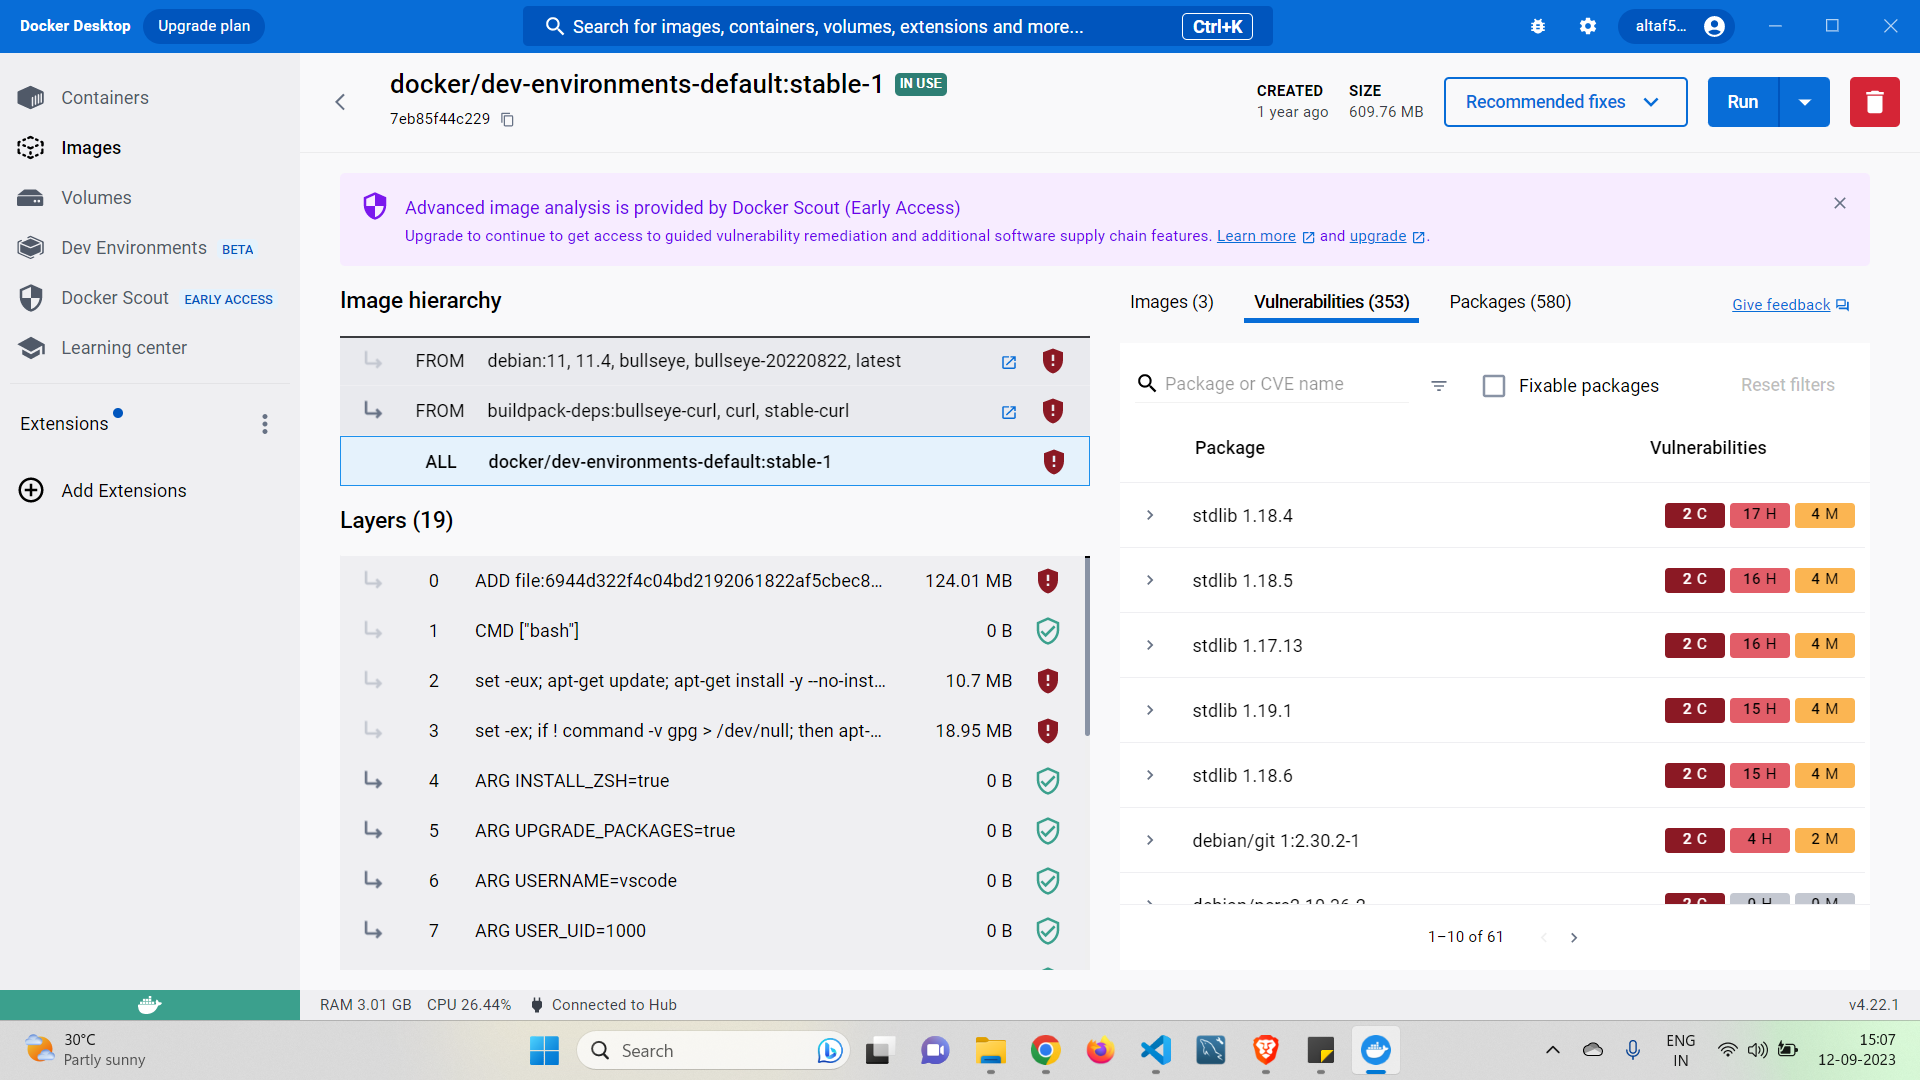 Docker Desktop
Upgrade plan
Search for images, containers, volumes, extensions and more...
Ctrl+K
altaf5...
Containers
Images
Volumes
Dev Environments BETA
Docker Scout EARLY ACCESS
Learning center
Extensions
Add Extensions
docker/dev-environments-default:stable-1 IN USE
7eb85f44c229
CREATED
1 year ago
SIZE
609.76 MB
Recommended fixes
Run
Advanced image analysis is provided by Docker Scout (Early Access)
Upgrade to continue to get access to guided vulnerability remediation and additional software supply chain features. Learn more and upgrade .
Image hierarchy
FROM debian:11, 11.4, bullseye, bullseye-20220822, latest
FROM buildpack-deps:bullseye-curl, curl, stable-curl
ALL docker/dev-environments-default:stable-1
Layers (19)
0 ADD file:6944d322f4c04bd2192061822af5cbec8... 124.01 MB
1 CMD ["bash"] 0 B
2 set -eux; apt-get update; apt-get install -y --no-inst... 10.7 MB
3 set -ex; if ! command -v gpg > /dev/null; then apt-... 18.95 MB
4 ARG INSTALL_ZSH=true 0 B
5 ARG UPGRADE_PACKAGES=true 0 B
6 ARG USERNAME=vscode 0 B
7 ARG USER_UID=1000 0 B
Images (3)
Vulnerabilities (353)
Packages (580)
Give feedback
Package or CVE name
Fixable packages
Reset filters
Package Vulnerabilities
stdlib 1.18.4 2 C 17 H 4 M
stdlib 1.18.5 2 C 16 H 4 M
stdlib 1.17.13 2 C 16 H 4 M
stdlib 1.19.1 2 C 15 H 4 M
stdlib 1.18.6 2 C 15 H 4 M
debian/git 1:2.30.2-1 2 C 4 H 2 M
2 C 0 H 0 M
1–10 of 61
RAM 3.01 GB CPU 26.44% Connected to Hub
v4.22.1
30°C
Partly sunny
Search
ENG
IN
15:07
12-09-2023